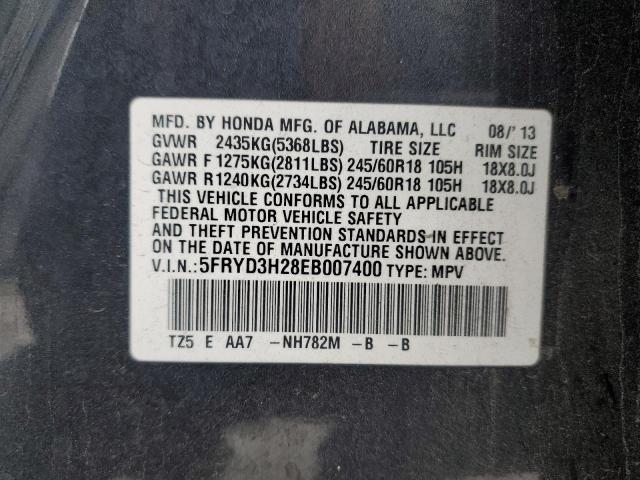 MFD. BY HONDA MFG. OF ALABAMA, LLC 08/'13
GVWR 2435KG(5368LBS) TIRE SIZE RIM SIZE
GAWR F 1275KG(2811LBS) 245/60R18 105H 18X8.0J
GAWR R 1240KG(2734LBS) 245/60R18 105H 18X8.0J
THIS VEHICLE CONFORMS TO ALL APPLICABLE
FEDERAL MOTOR VEHICLE SAFETY
AND THEFT PREVENTION STANDARDS IN EFFECT
ON THE DATE OF MANUFACTURE SHOWN ABOVE.
V.I.N.:5FRYD3H28EB007400 TYPE: MPV
TZ5 E AA7 -NH782M -B -B